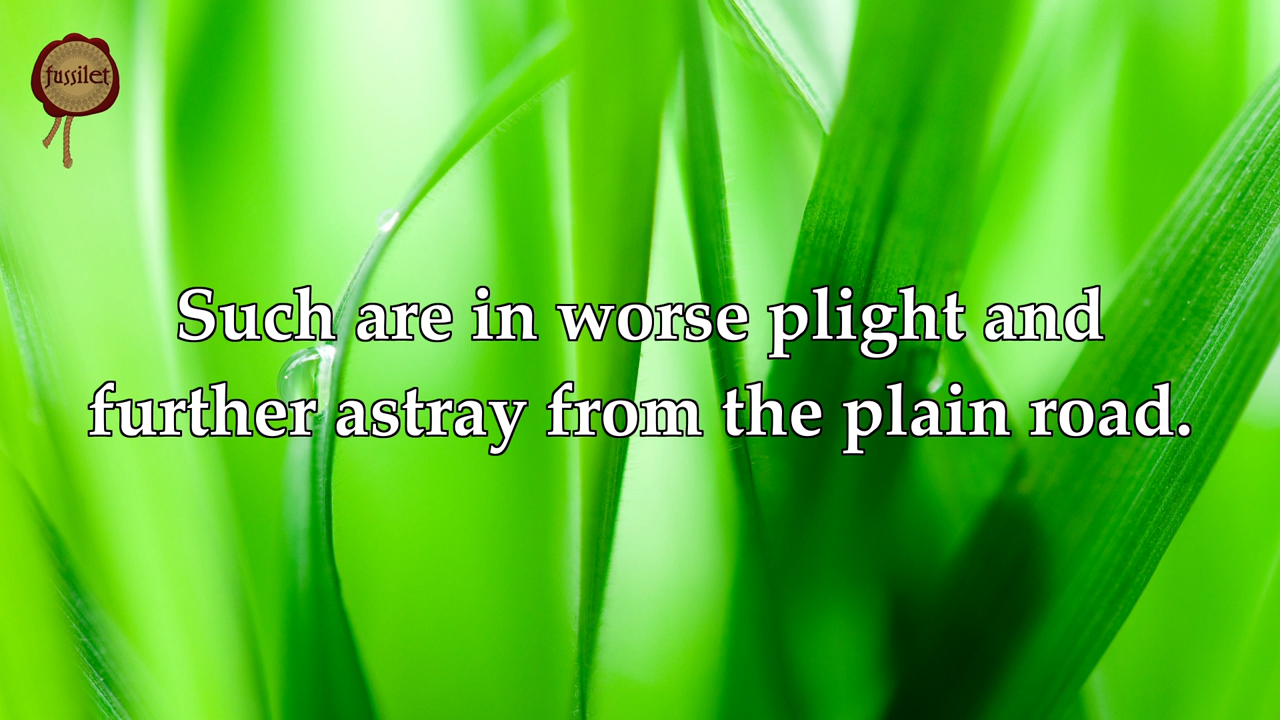 fussilet
Such are in worse plight and
further astray from the plain road.